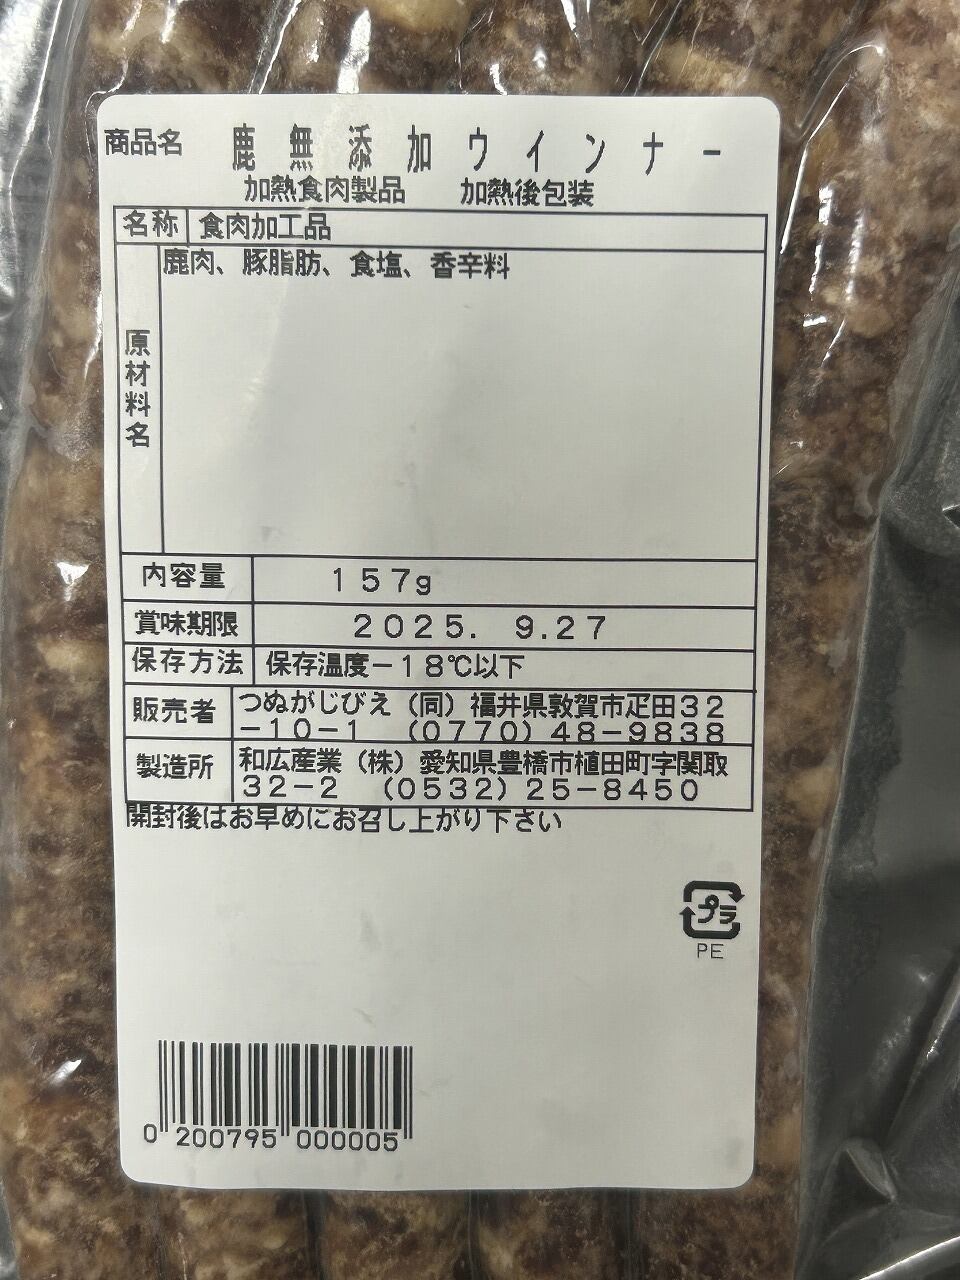 商品名 鹿無添加ウインナー
加熱食肉製品 加熱後包装
名称 食肉加工品
原材料名 鹿肉、豚脂肪、食塩、香辛料
内容量 157g
賞味期限 2025. 9.27
保存方法 保存温度－18℃以下
販売者 つぬがじびえ（同）福井県敦賀市疋田32
－10－1 （0770）48－9838
製造所 和広産業（株）愛知県豊橋市植田町字関取
32－2 （0532）25－8450
開封後はお早めにお召し上がり下さい
プラ
PE
0 200795 000005